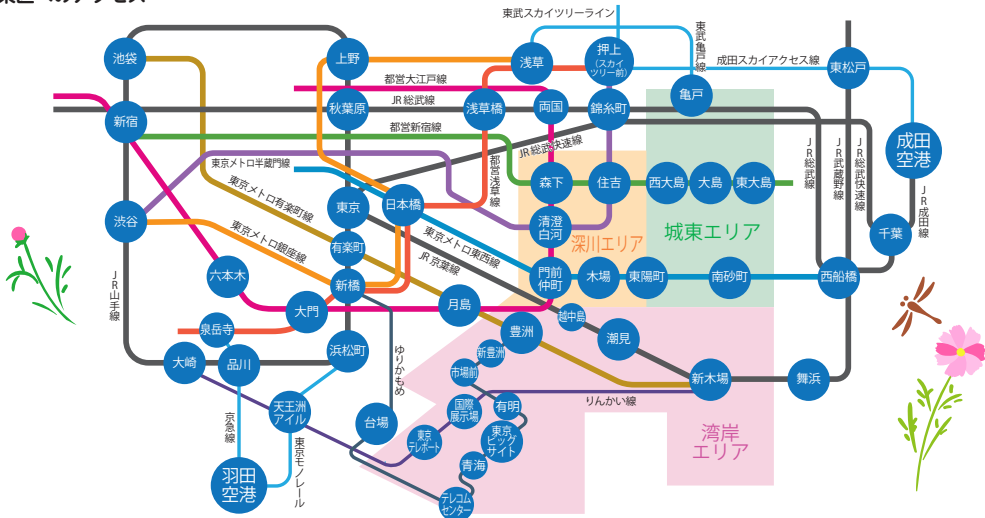 東武スカイツリーライン
池袋
上野
浅草
押上
(スカイ
ツリー前)
東武亀戸線
成田スカイアクセス線
東松戸
都営大江戸線
亀戸
JR 総武線
新宿
秋葉原
浅草橋
両国
錦糸町
都営新宿線
JR 総武快速線
成田
空港
東京メトロ半蔵門線
都営浅草線
JR総武線
JR武蔵野線
JR総武快速線
JR成田線
森下
住吉
西大島
大島
東大島
東京メトロ有楽町線
東京
日本橋
渋谷
清澄
白河
深川エリア
城東エリア
千葉
東京メトロ銀座線
有楽町
東京メトロ東西線
JR 京葉線
六本木
新橋
門前
仲町
木場
東陽町
南砂町
西船橋
JR山手線
大門
月島
越中島
泉岳寺
豊洲
潮見
浜松町
ゆりかもめ
新豊洲
大崎
品川
市場前
新木場
舞浜
りんかい線
天王洲
アイル
台場
国際
展示場
有明
京急線
東京モノレール
東京
テレポート
東京
ビッグ
サイト
湾岸
エリア
羽田
空港
青海
テレコム
センター